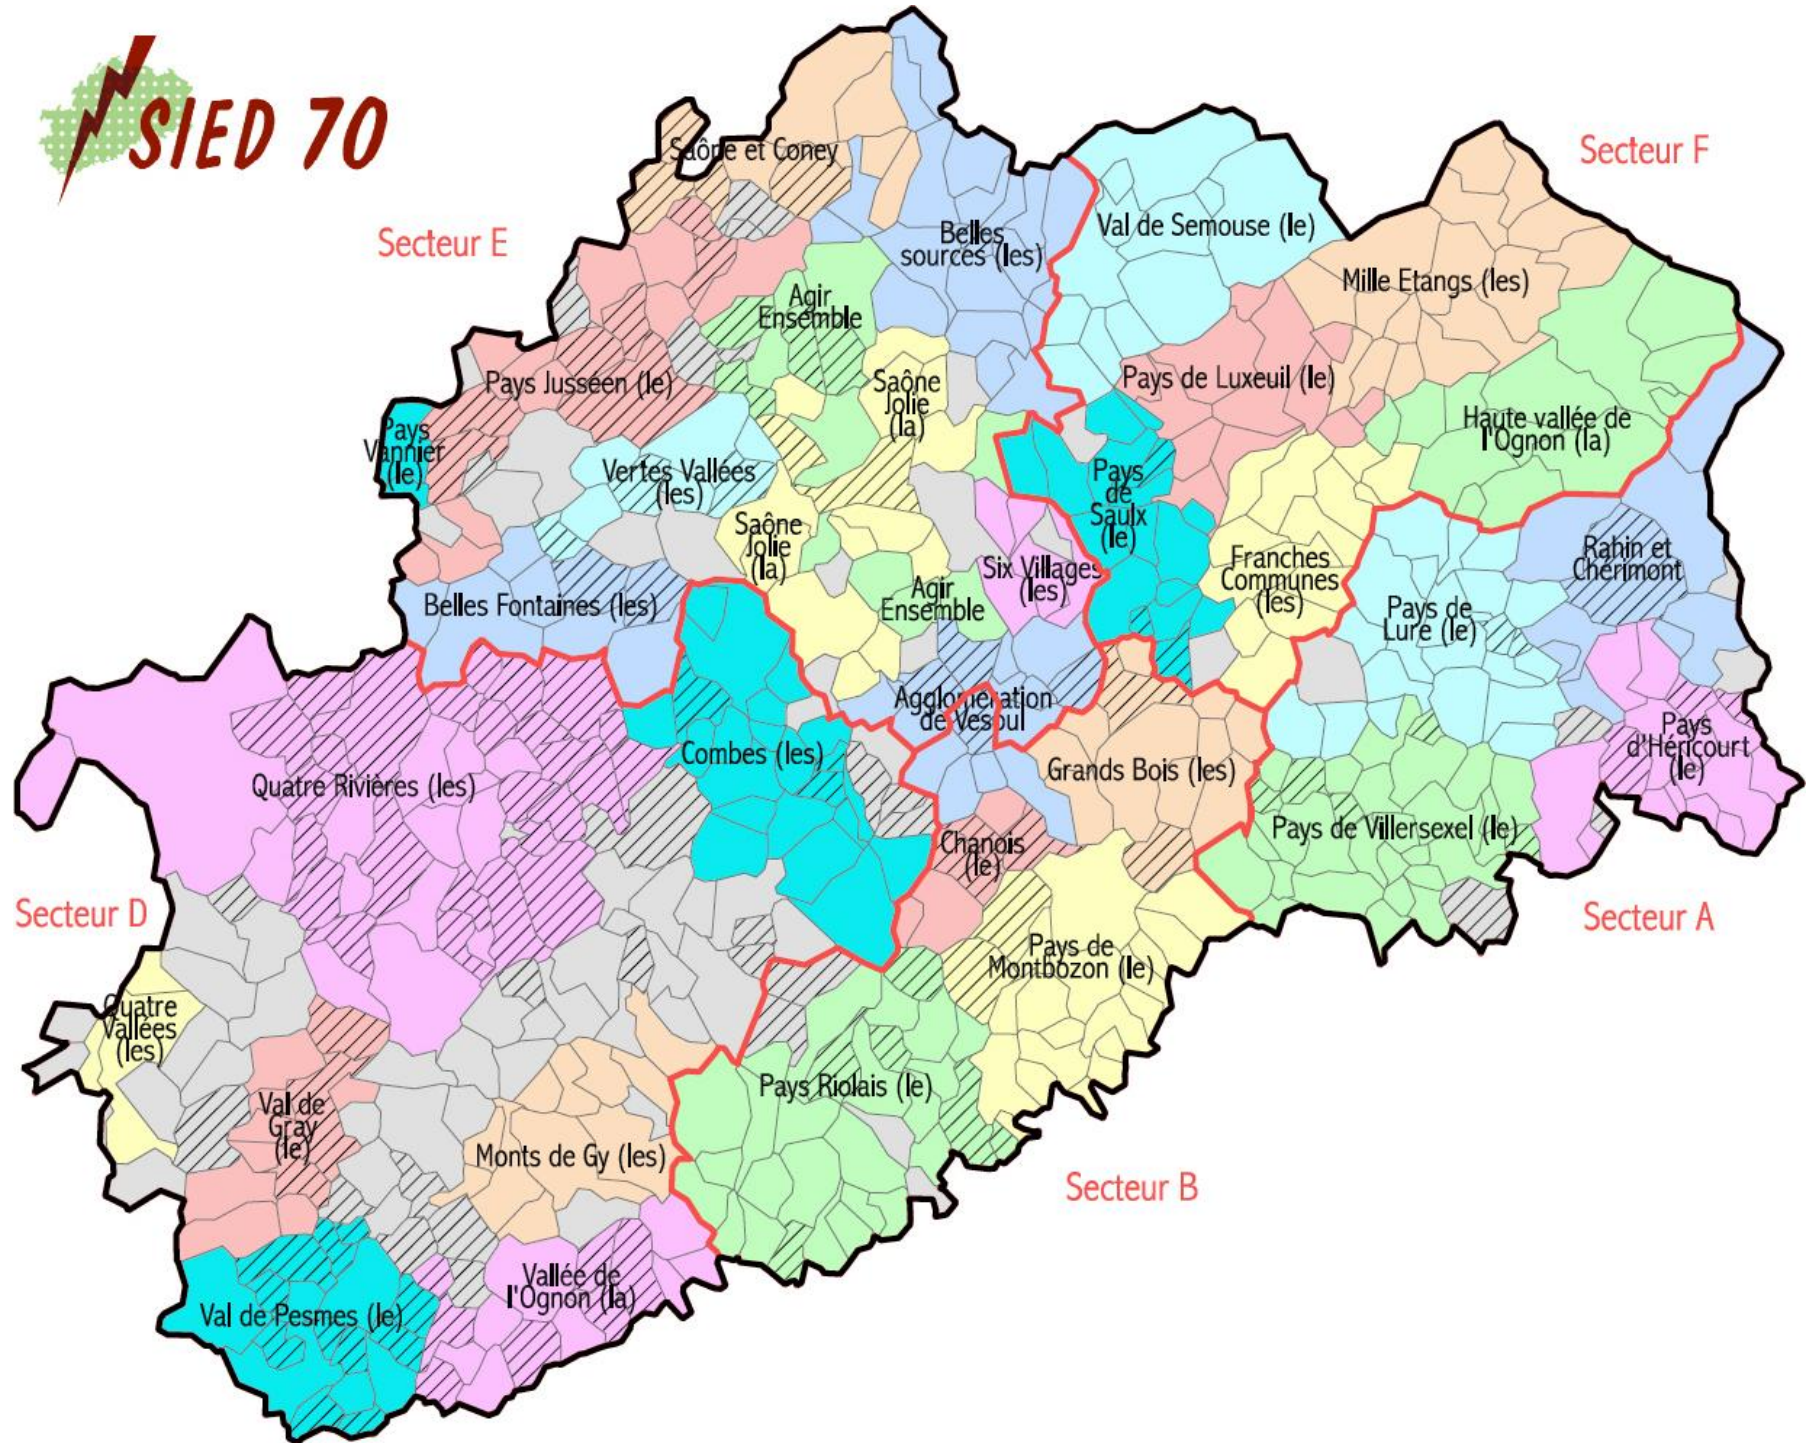 SIED 70
Secteur F
Saône et Coney
Secteur E
Belles
sources (les)
Val de Semouse (le)
Mille Etangs (les)
Agir
Ensemble
Pays Jusséen (le)
Saône
Jolie
(la)
Pays de Luxeuil (le)
Haute vallée de
l'Ognon (la)
Pays
Vannier
(le)
Vertes Vallées
(les)
Pays
de
Saulx
(le)
Saône
Jolie
(la)
Six Villages
(les)
Franches
Communes
(les)
Rahin et
Chérimont
Belles Fontaines (les)
Agir
Ensemble
Pays de
Lure (le)
Agglomération
de Vesoul
Pays
d'Héricourt
(le)
Quatre Rivières (les)
Combes (les)
Grands Bois (les)
Chanois
(le)
Pays de Villersexel (le)
Secteur D
Secteur A
Pays de
Montbozon (le)
Quatre
Vallées
(les)
Val de
Gray
(le)
Pays Riolais (le)
Monts de Gy (les)
Secteur B
Vallée de
l'Ognon (la)
Val de Pesmes (le)